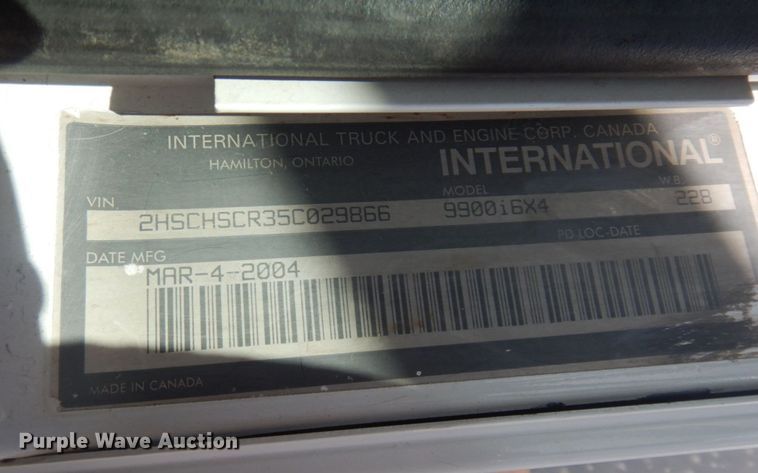 INTERNATIONAL TRUCK AND ENGINE CORP. CANADA
HAMILTON, ONTARIO INTERNATIONAL®
VIN MODEL W.B.
2HSCHSCR35C029866 9900i6X4 228
DATE MFG PD LOC-DATE
MAR-4-2004
MADE IN CANADA
Purple Wave Auction